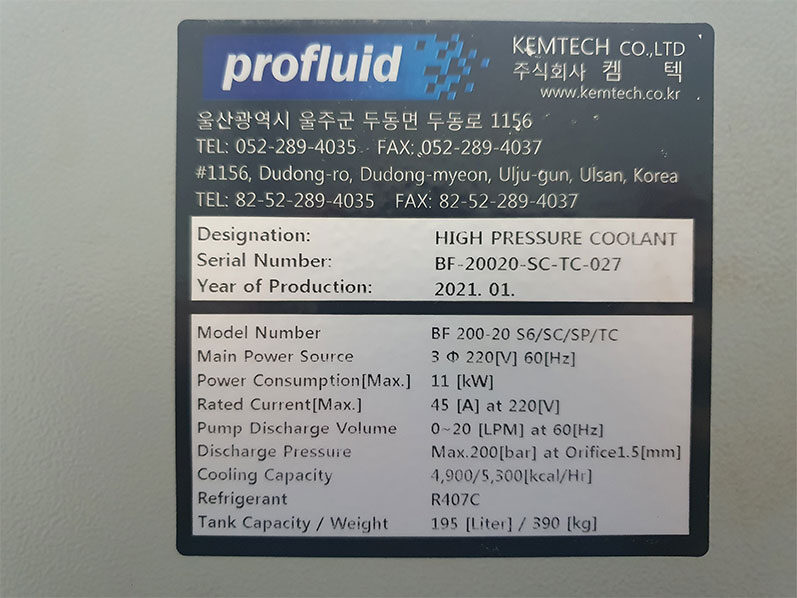 profluid
KEMTECH CO.,LTD
주식회사 켐 텍
www.kemtech.co.kr
울산광역시 울주군 두동면 두동로 1156
TEL: 052-289-4035 FAX: 052-289-4037
#1156, Dudong-ro, Dudong-myeon, Ulju-gun, Ulsan, Korea
TEL: 82-52-289-4035 FAX: 82-52-289-4037
Designation: HIGH PRESSURE COOLANT
Serial Number: BF-20020-SC-TC-027
Year of Production: 2021. 01.
Model Number BF 200-20 S6/SC/SP/TC
Main Power Source 3 Φ 220[V] 60[Hz]
Power Consumption[Max.] 11 [kW]
Rated Current[Max.] 45 [A] at 220[V]
Pump Discharge Volume 0~20 [LPM] at 60[Hz]
Discharge Pressure Max.200[bar] at Orifice1.5[mm]
Cooling Capacity 4,900/5,300[kcal/Hr]
Refrigerant R407C
Tank Capacity / Weight 195 [Liter] / 390 [kg]